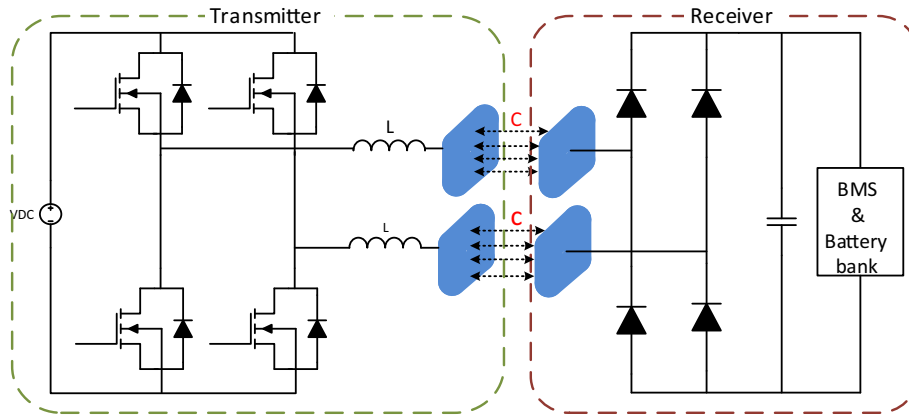 Transmitter
Receiver
C
L
VDC
+
−
C
L
BMS
&
Battery
bank